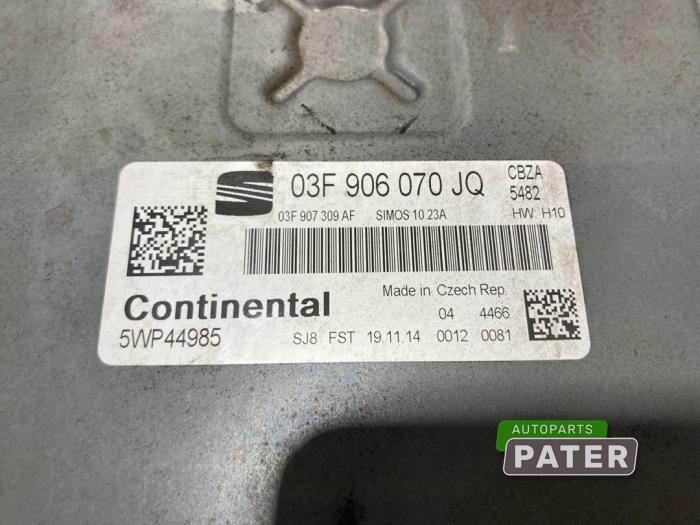 03F 906 070 JQ CBZA
5482
03F 907 309 AF SIMOS 10.23A HW: H10
Continental Made in Czech Rep.
04 4466
5WP44985 SJ8 FST 19.11.14 0012 0081
AUTOPARTS
PATER